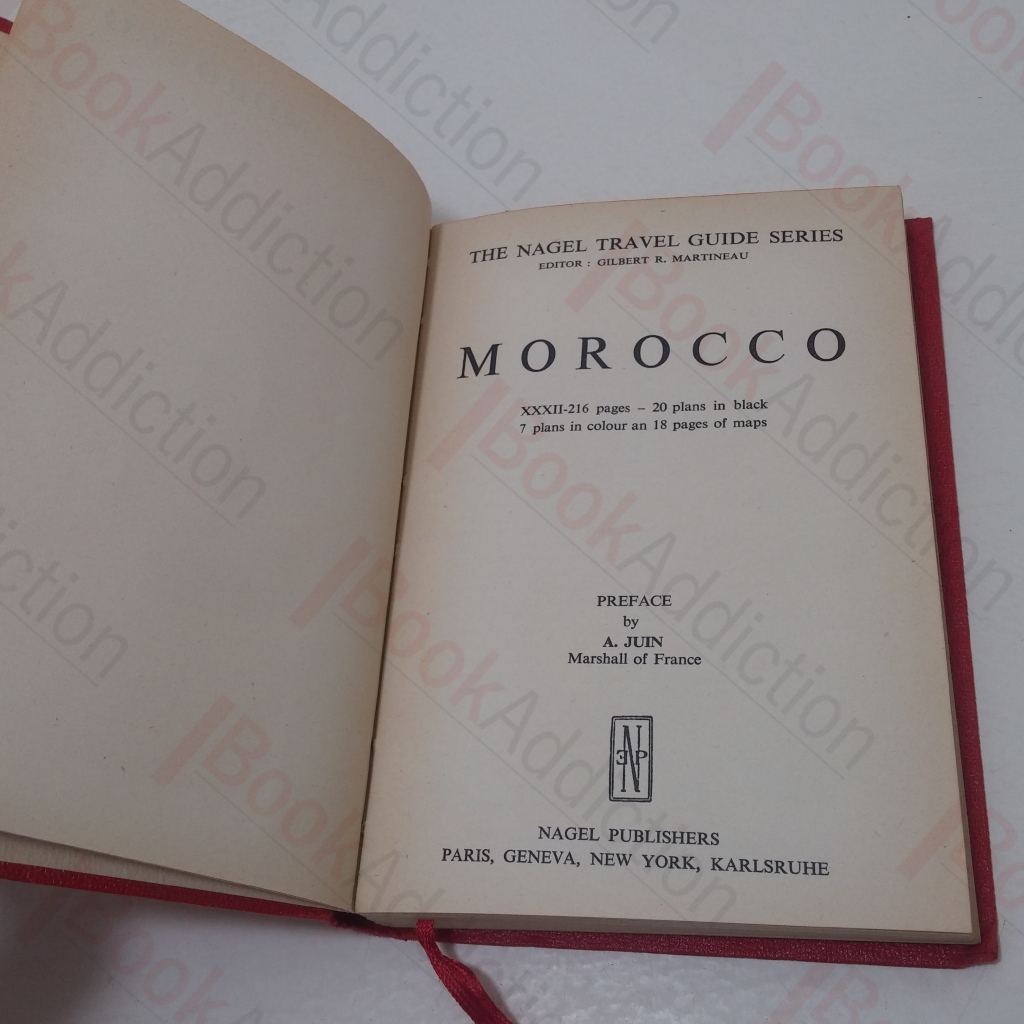 THE NAGEL TRAVEL GUIDE SERIES
EDITOR : GILBERT R. MARTINEAU
MOROCCO
XXXII-216 pages – 20 plans in black
7 plans in colour an 18 pages of maps
PREFACE
by
A. JUIN
Marshall of France
ENP
NAGEL PUBLISHERS
PARIS, GENEVA, NEW YORK, KARLSRUHE
BookAddiction